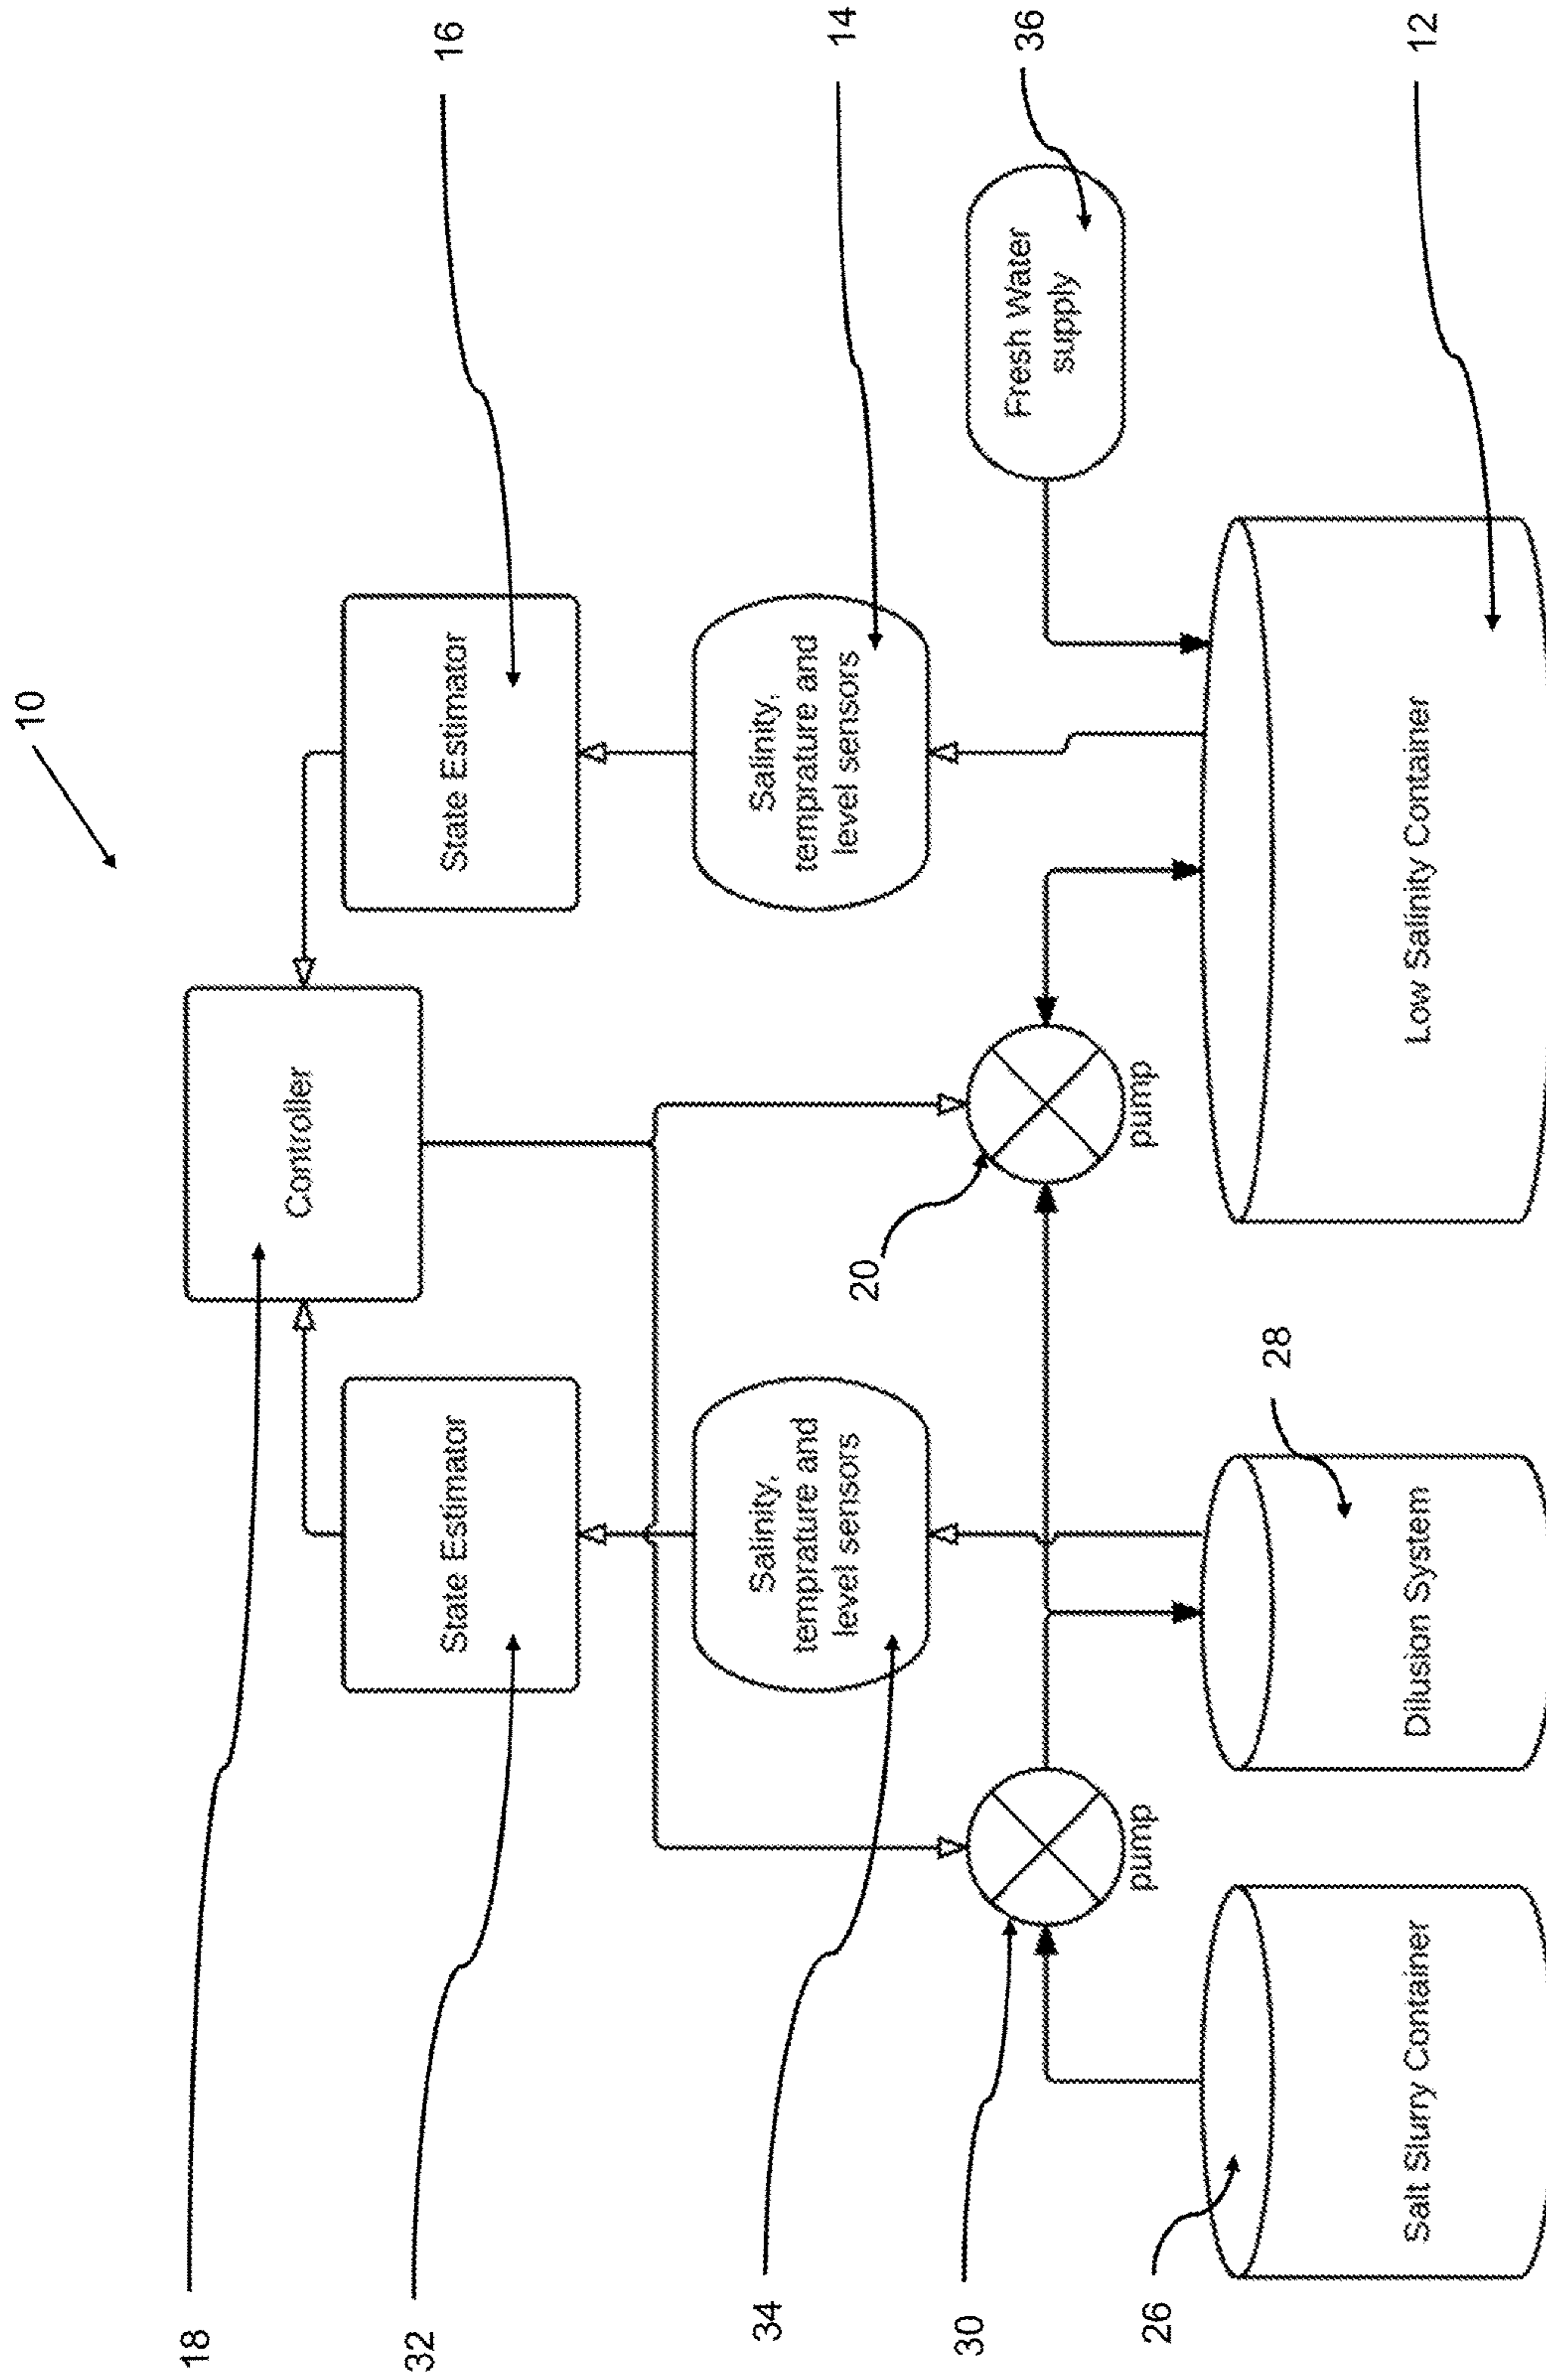 10
18
Controller
32
State Estimator
State Estimator
16
34
Salinity,
temprature and
level sensors
Salinity,
temprature and
level sensors
14
20
30
36
Fresh Water
supply
pump
pump
26
28
Salt Slurry Container
Dilusion System
Low Salinity Container
12